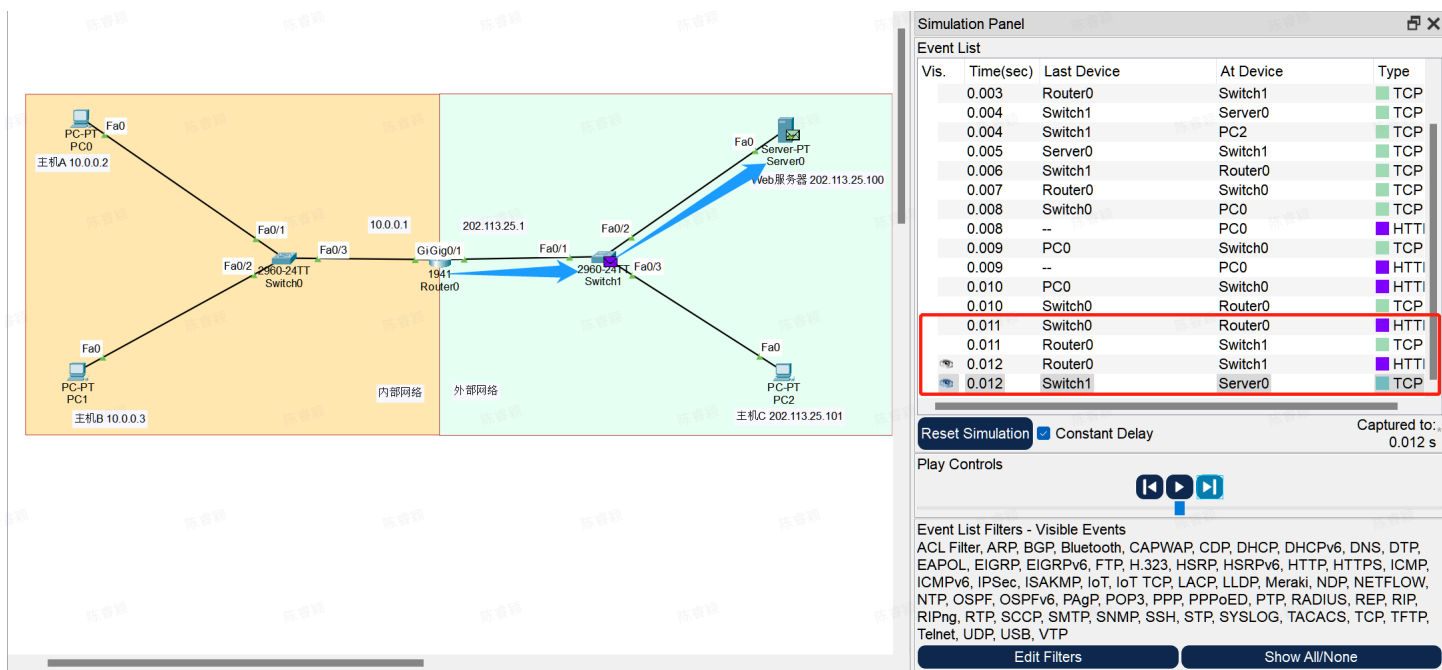 Simulation Panel
Event List
Vis. Time(sec) Last Device At Device Type
0.003 Router0 Switch1 TCP
0.004 Switch1 Server0 TCP
0.004 Switch1 PC2 TCP
0.005 Server0 Switch1 TCP
0.006 Switch1 Router0 TCP
0.007 Router0 Switch0 TCP
0.008 Switch0 PC0 TCP
0.008 -- PC0 HTT
0.009 PC0 Switch0 TCP
0.009 -- PC0 HTT
0.010 PC0 Switch0 HTT
0.010 Switch0 Router0 TCP
0.011 Switch0 Router0 HTT
0.011 Router0 Switch1 TCP
0.012 Router0 Switch1 HTT
0.012 Switch1 Server0 TCP
Reset Simulation
Constant Delay
Captured to:
0.012 s
Play Controls
Event List Filters - Visible Events
ACL Filter, ARP, BGP, Bluetooth, CAPWAP, CDP, DHCP, DHCPv6, DNS, DTP,
EAPOL, EIGRP, EIGRPv6, FTP, H.323, HSRP, HSRPv6, HTTP, HTTPS, ICMP,
ICMPv6, IPSec, ISAKMP, IoT, IoT TCP, LACP, LLDP, Meraki, NDP, NETFLOW,
NTP, OSPF, OSPFv6, PAgP, POP3, PPP, PPPoED, PTP, RADIUS, REP, RIP,
RIPng, RTP, SCCP, SMTP, SNMP, SSH, STP, SYSLOG, TACACS, TCP, TFTP,
Telnet, UDP, USB, VTP
Edit Filters
Show All/None
Fa0
PC-PT
PC0
主机A 10.0.0.2
Fa0/1
Fa0/2
Fa0/3
2960-24TT
Switch0
Fa0
PC-PT
PC1
主机B 10.0.0.3
10.0.0.1
202.113.25.1
GiGig0/1
1941
Router0
内部网络
外部网络
Fa0/1
Fa0/2
Fa0/3
2960-24TT
Switch1
Fa0
Server-PT
Server0
Web服务器 202.113.25.100
Fa0
PC-PT
PC2
主机C 202.113.25.101
陈睿颖